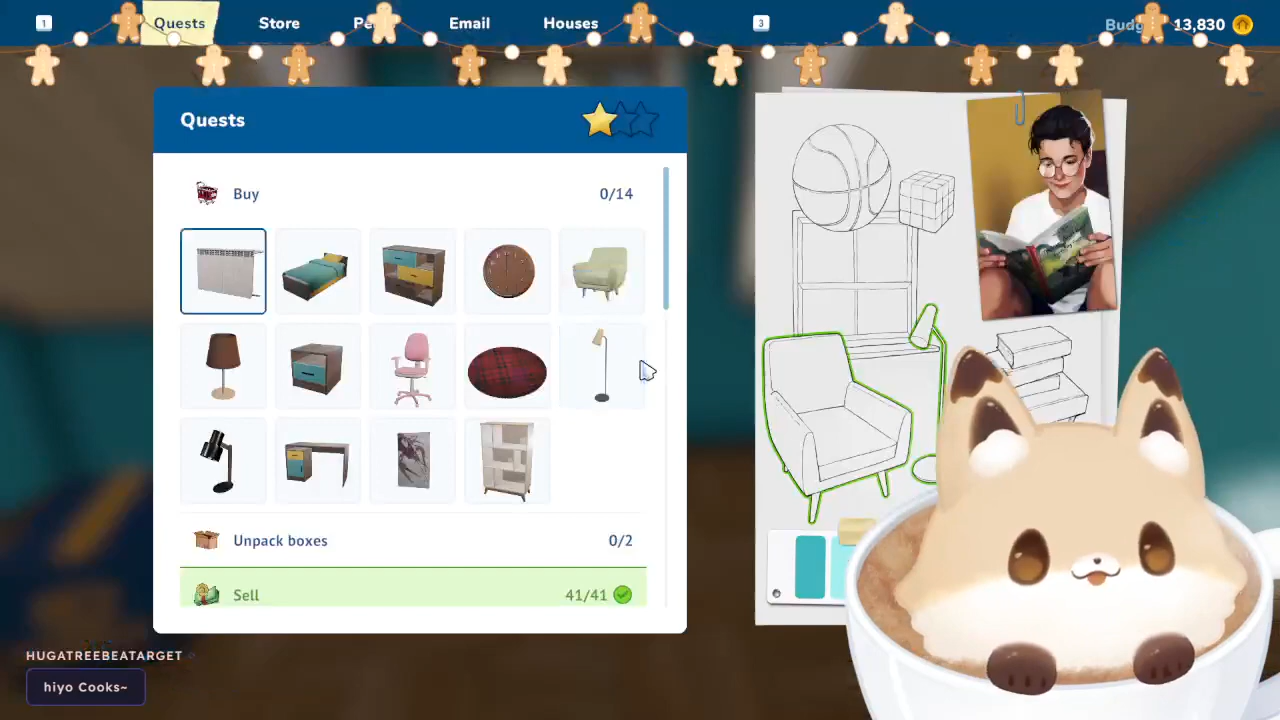 1
Quests
Store
Email
Houses
3
13,830
Quests
Buy
0/14
Unpack boxes
0/2
Sell
41/41
HUGATREEBEATARGET
hiyo Cooks~